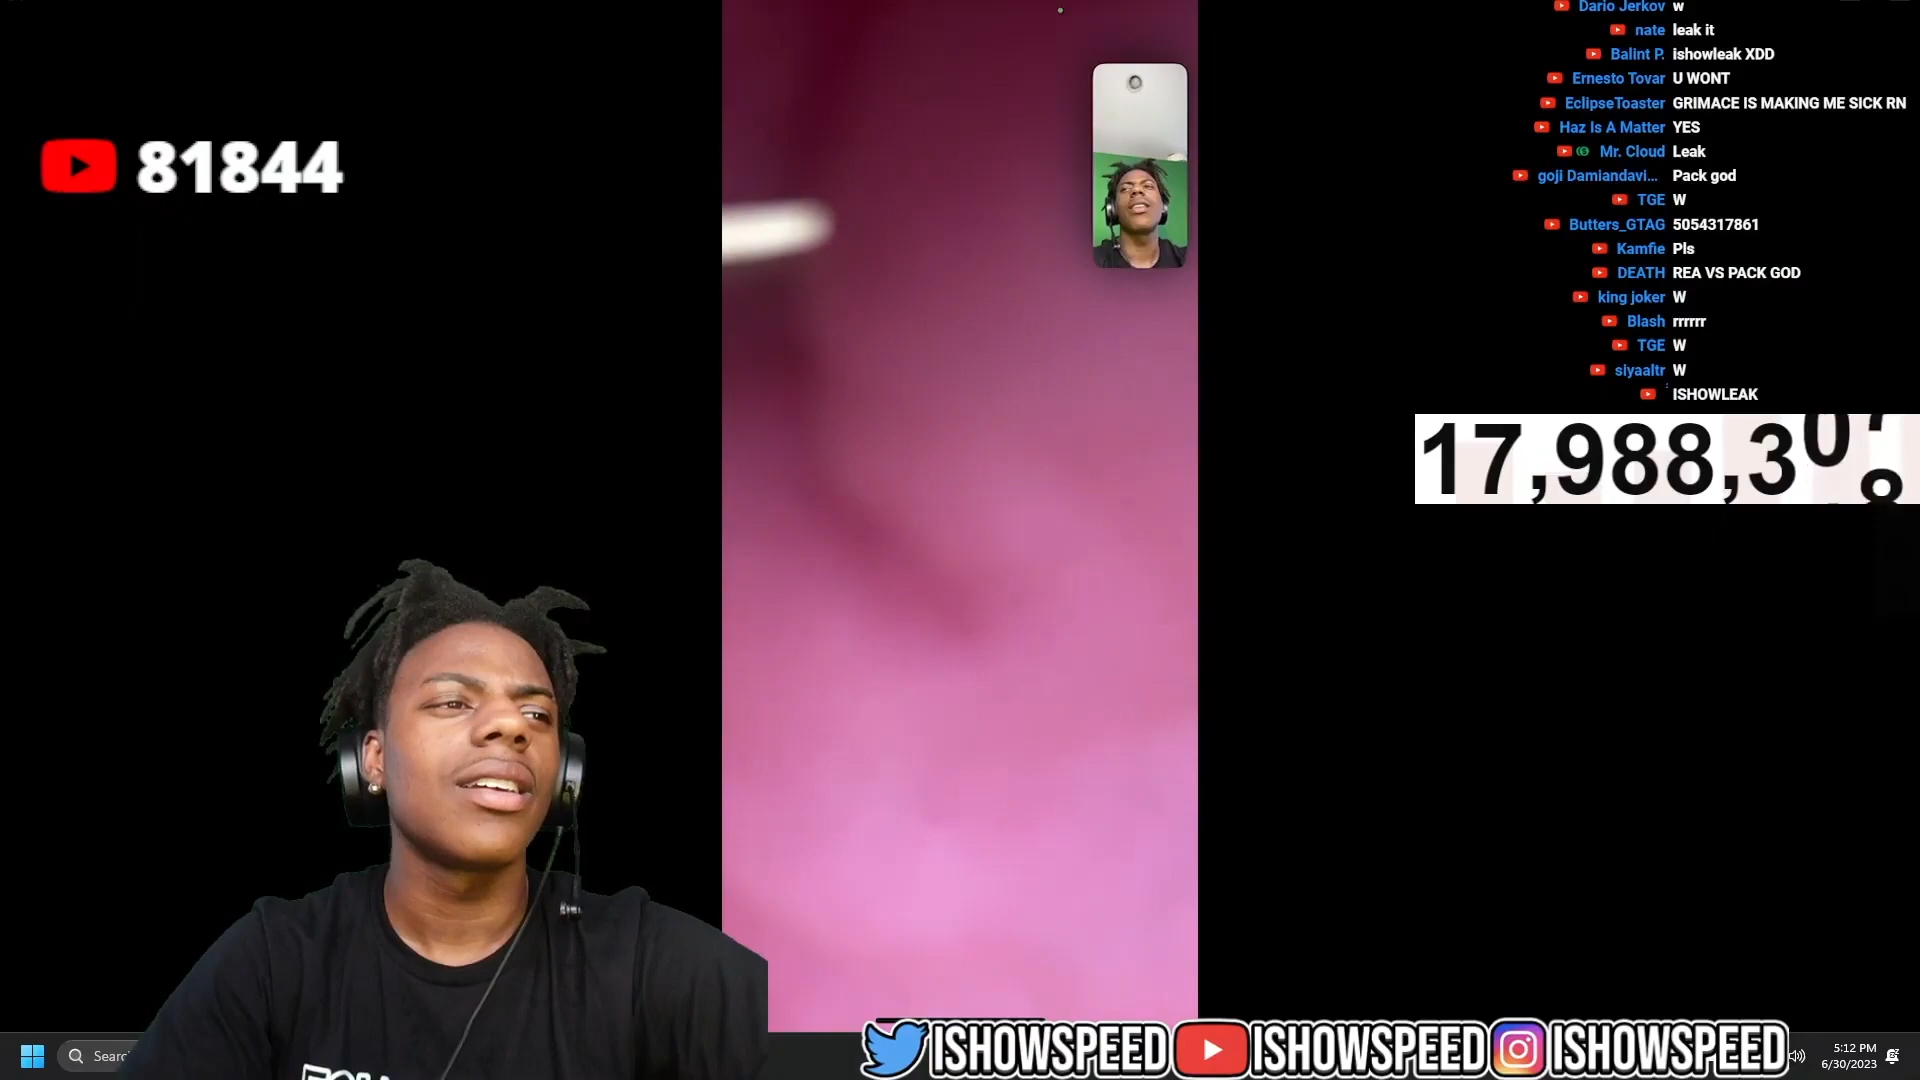 Dario Jerkov w
nate leak it
Balint P. ishowleak XDD
Ernesto Tovar U WONT
EclipseToaster GRIMACE IS MAKING ME SICK RN
Haz Is A Matter YES
Mr. Cloud Leak
goji Damiandavi... Pack god
TGE W
Butters_GTAG 5054317861
Kamfie Pls
DEATH REA VS PACK GOD
king joker W
Blash rrrrrr
TGE W
siyaaltr W
ISHOWLEAK
81844
17,988,3
ISHOWSPEED ISHOWSPEED ISHOWSPEED
5:12 PM
6/30/2023